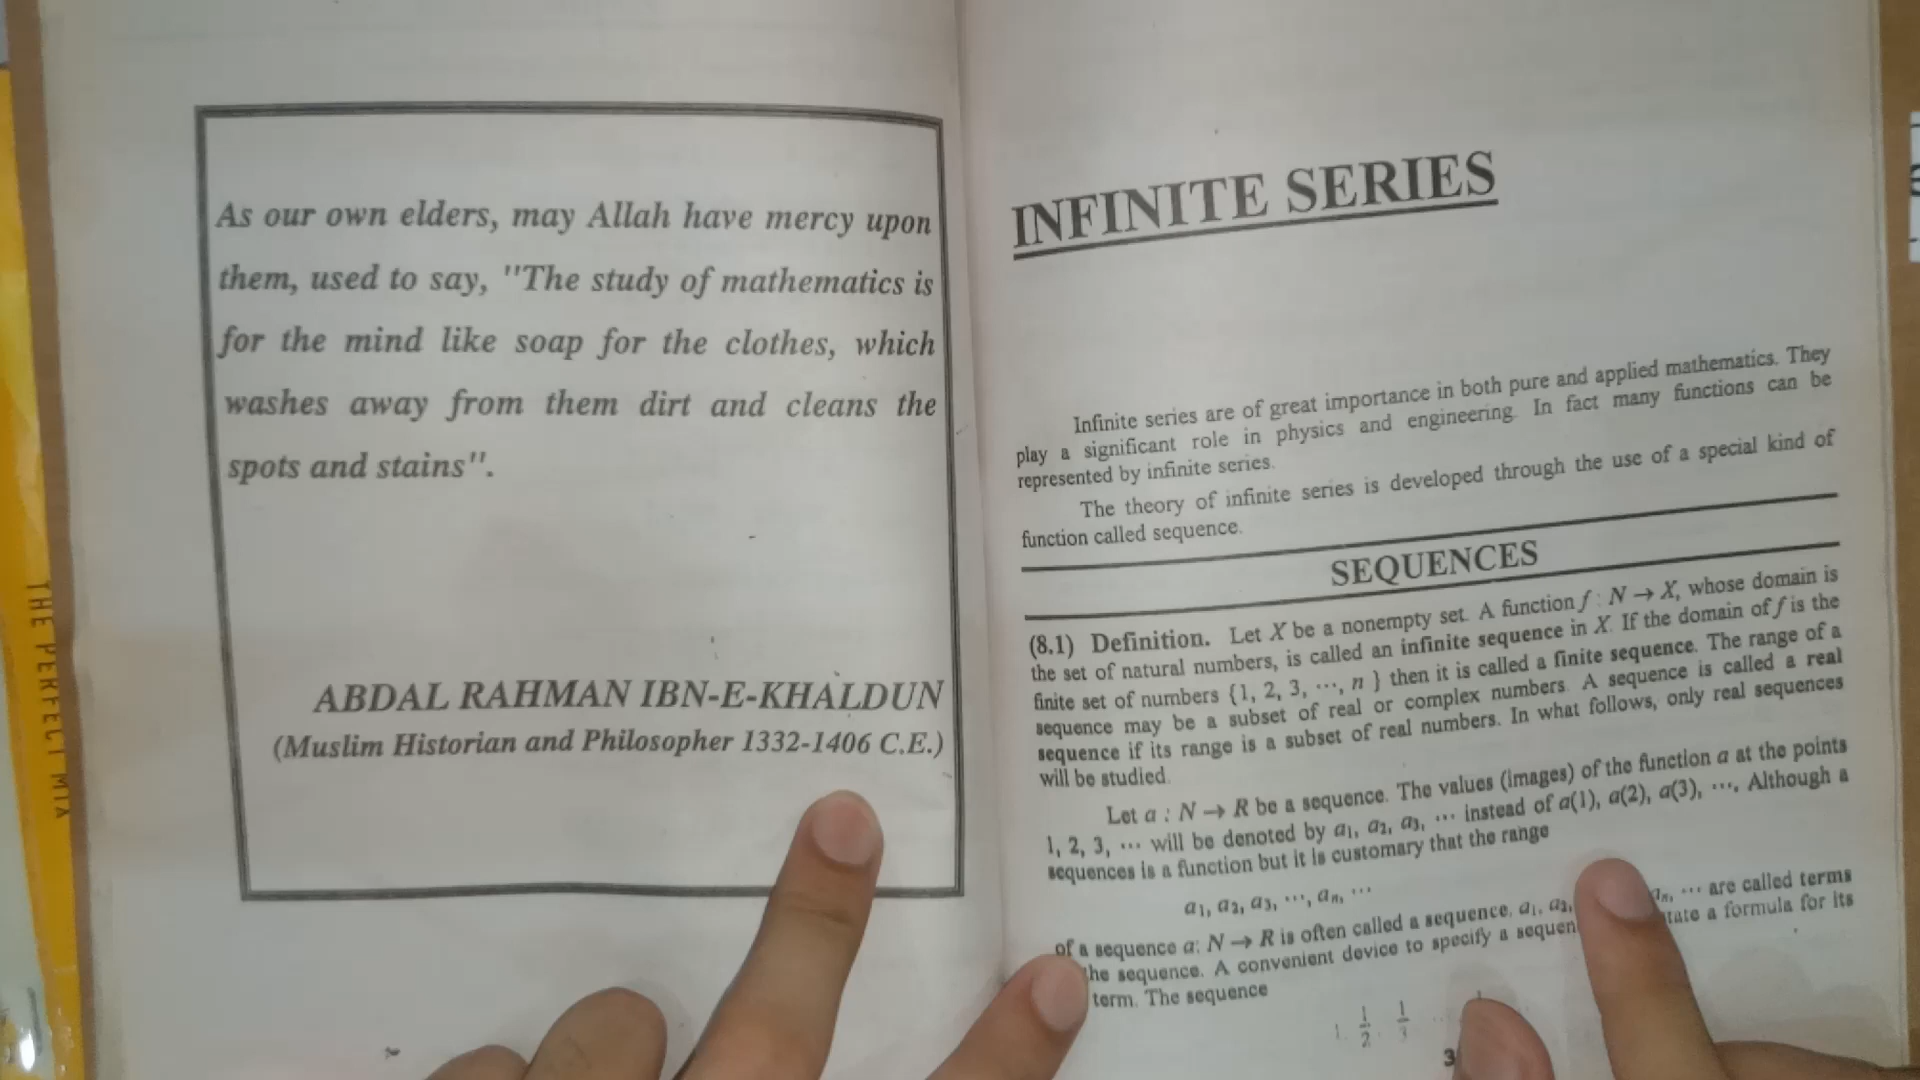 As our own elders, may Allah have mercy upon
them, used to say, "The study of mathematics is
for the mind like soap for the clothes, which
washes away from them dirt and cleans the
spots and stains".
ABDAL RAHMAN IBN-E-KHALDUN
(Muslim Historian and Philosopher 1332-1406 C.E.)
INFINITE SERIES
Infinite series are of great importance in both pure and applied mathematics. They
play a significant role in physics and engineering. In fact many functions can be
represented by infinite series.
The theory of infinite series is developed through the use of a special kind of
function called sequence.
SEQUENCES
(8.1) Definition. Let X be a nonempty set. A function f : N → X, whose domain is
the set of natural numbers, is called an infinite sequence in X. If the domain of f is the
finite set of numbers {1, 2, 3, ⋯, n } then it is called a finite sequence. The range of a
sequence may be a subset of real or complex numbers. A sequence is called a real
sequence if its range is a subset of real numbers. In what follows, only real sequences
will be studied.
Let a : N → R be a sequence. The values (images) of the function a at the points
1, 2, 3, ⋯ will be denoted by a₁, a₂, a₃, ⋯ instead of a(1), a(2), a(3), ⋯, Although a
sequences is a function but it is customary that the range
a₁, a₂, a₃, ⋯, aₙ, ⋯
of a sequence a: N → R is often called a sequence. a₁, a₂, aₙ, ⋯ are called terms
the sequence. A convenient device to specify a a formula for its
term. The sequence
1, 1/2, 1/3
3
THE PERFECT MIX